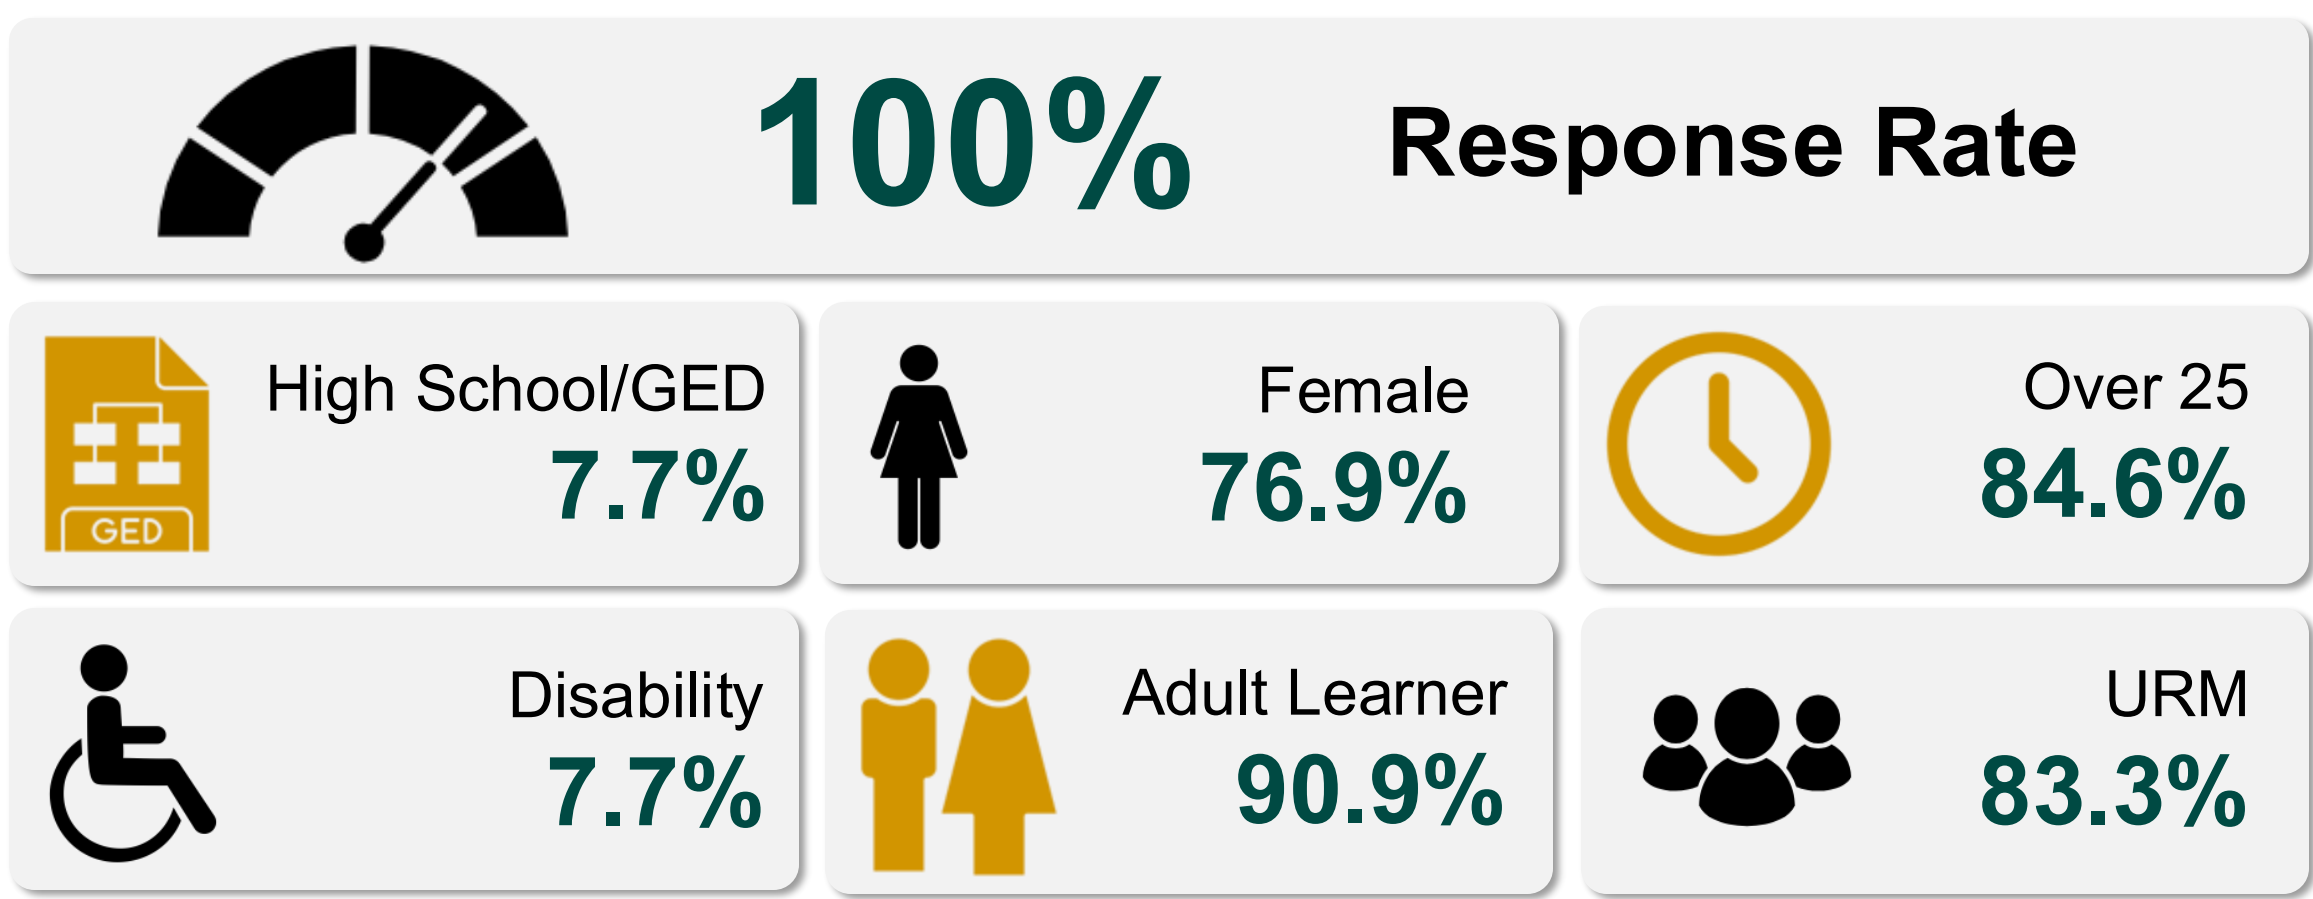 100% Response Rate
High School/GED
7.7%
GED
Female
76.9%
Over 25
84.6%
Disability
7.7%
Adult Learner
90.9%
URM
83.3%